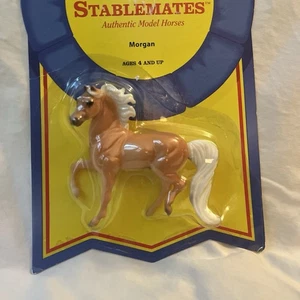 STABLEMATES™
Authentic Model Horses
Morgan
AGES 4 AND UP